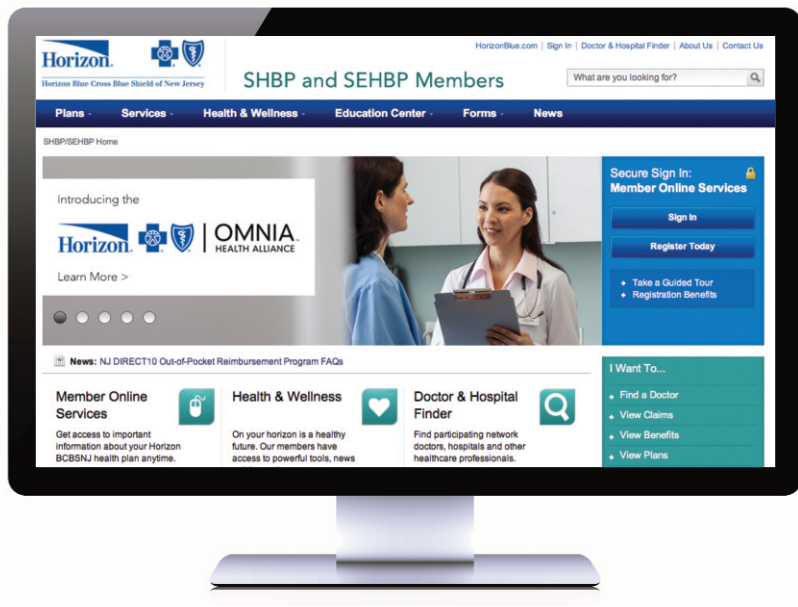 Horizon.
Horizon Blue Cross Blue Shield of New Jersey
HorizonBlue.com | Sign In | Doctor & Hospital Finder | About Us | Contact Us
SHBP and SEHBP Members
What are you looking for?
Plans Services Health & Wellness Education Center Forms News
SHBP/SEHBP Home
Introducing the
Horizon. OMNIA
HEALTH ALLIANCE
Learn More >
Secure Sign In:
Member Online Services
Sign In
Register Today
Take a Guided Tour
Registration Benefits
News: NJ DIRECT10 Out-of-Pocket Reimbursement Program FAQs
Member Online
Services
Get access to important
information about your Horizon
BCBSNJ health plan anytime.
Health & Wellness
On your horizon is a healthy
future. Our members have
access to powerful tools, news
Doctor & Hospital
Finder
Find participating network
doctors, hospitals and other
healthcare professionals.
I Want To...
Find a Doctor
View Claims
View Benefits
View Plans